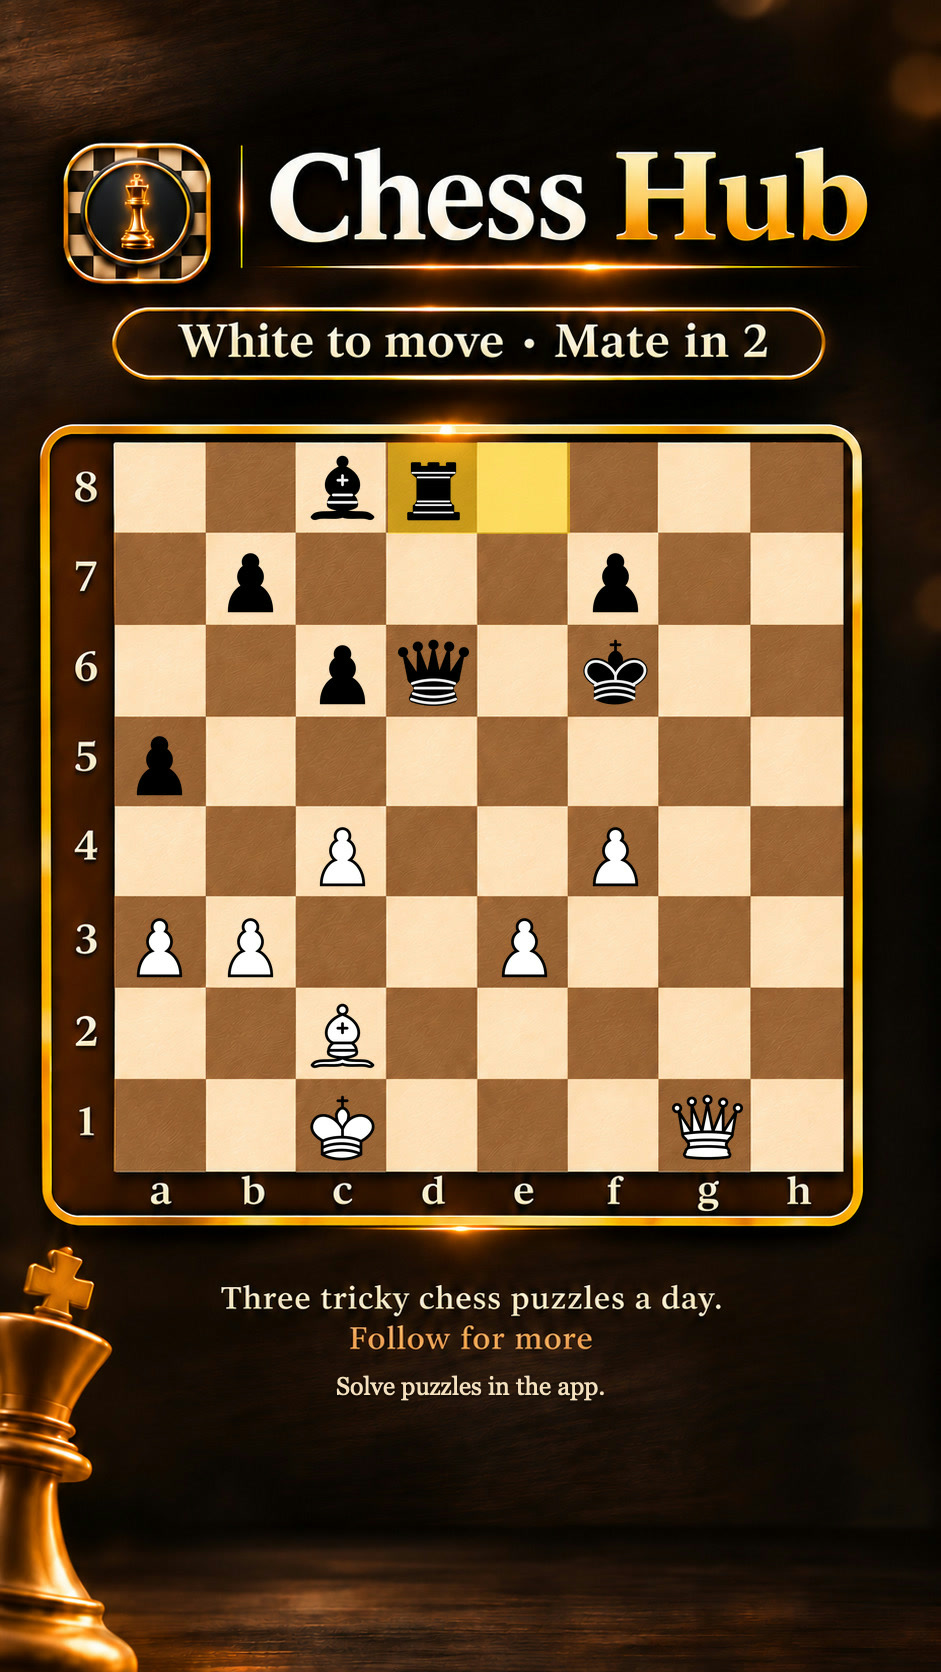 Chess Hub
White to move • Mate in 2
8
7
6
5
4
3
2
1
a b c d e f g h
Three tricky chess puzzles a day.
Follow for more
Solve puzzles in the app.